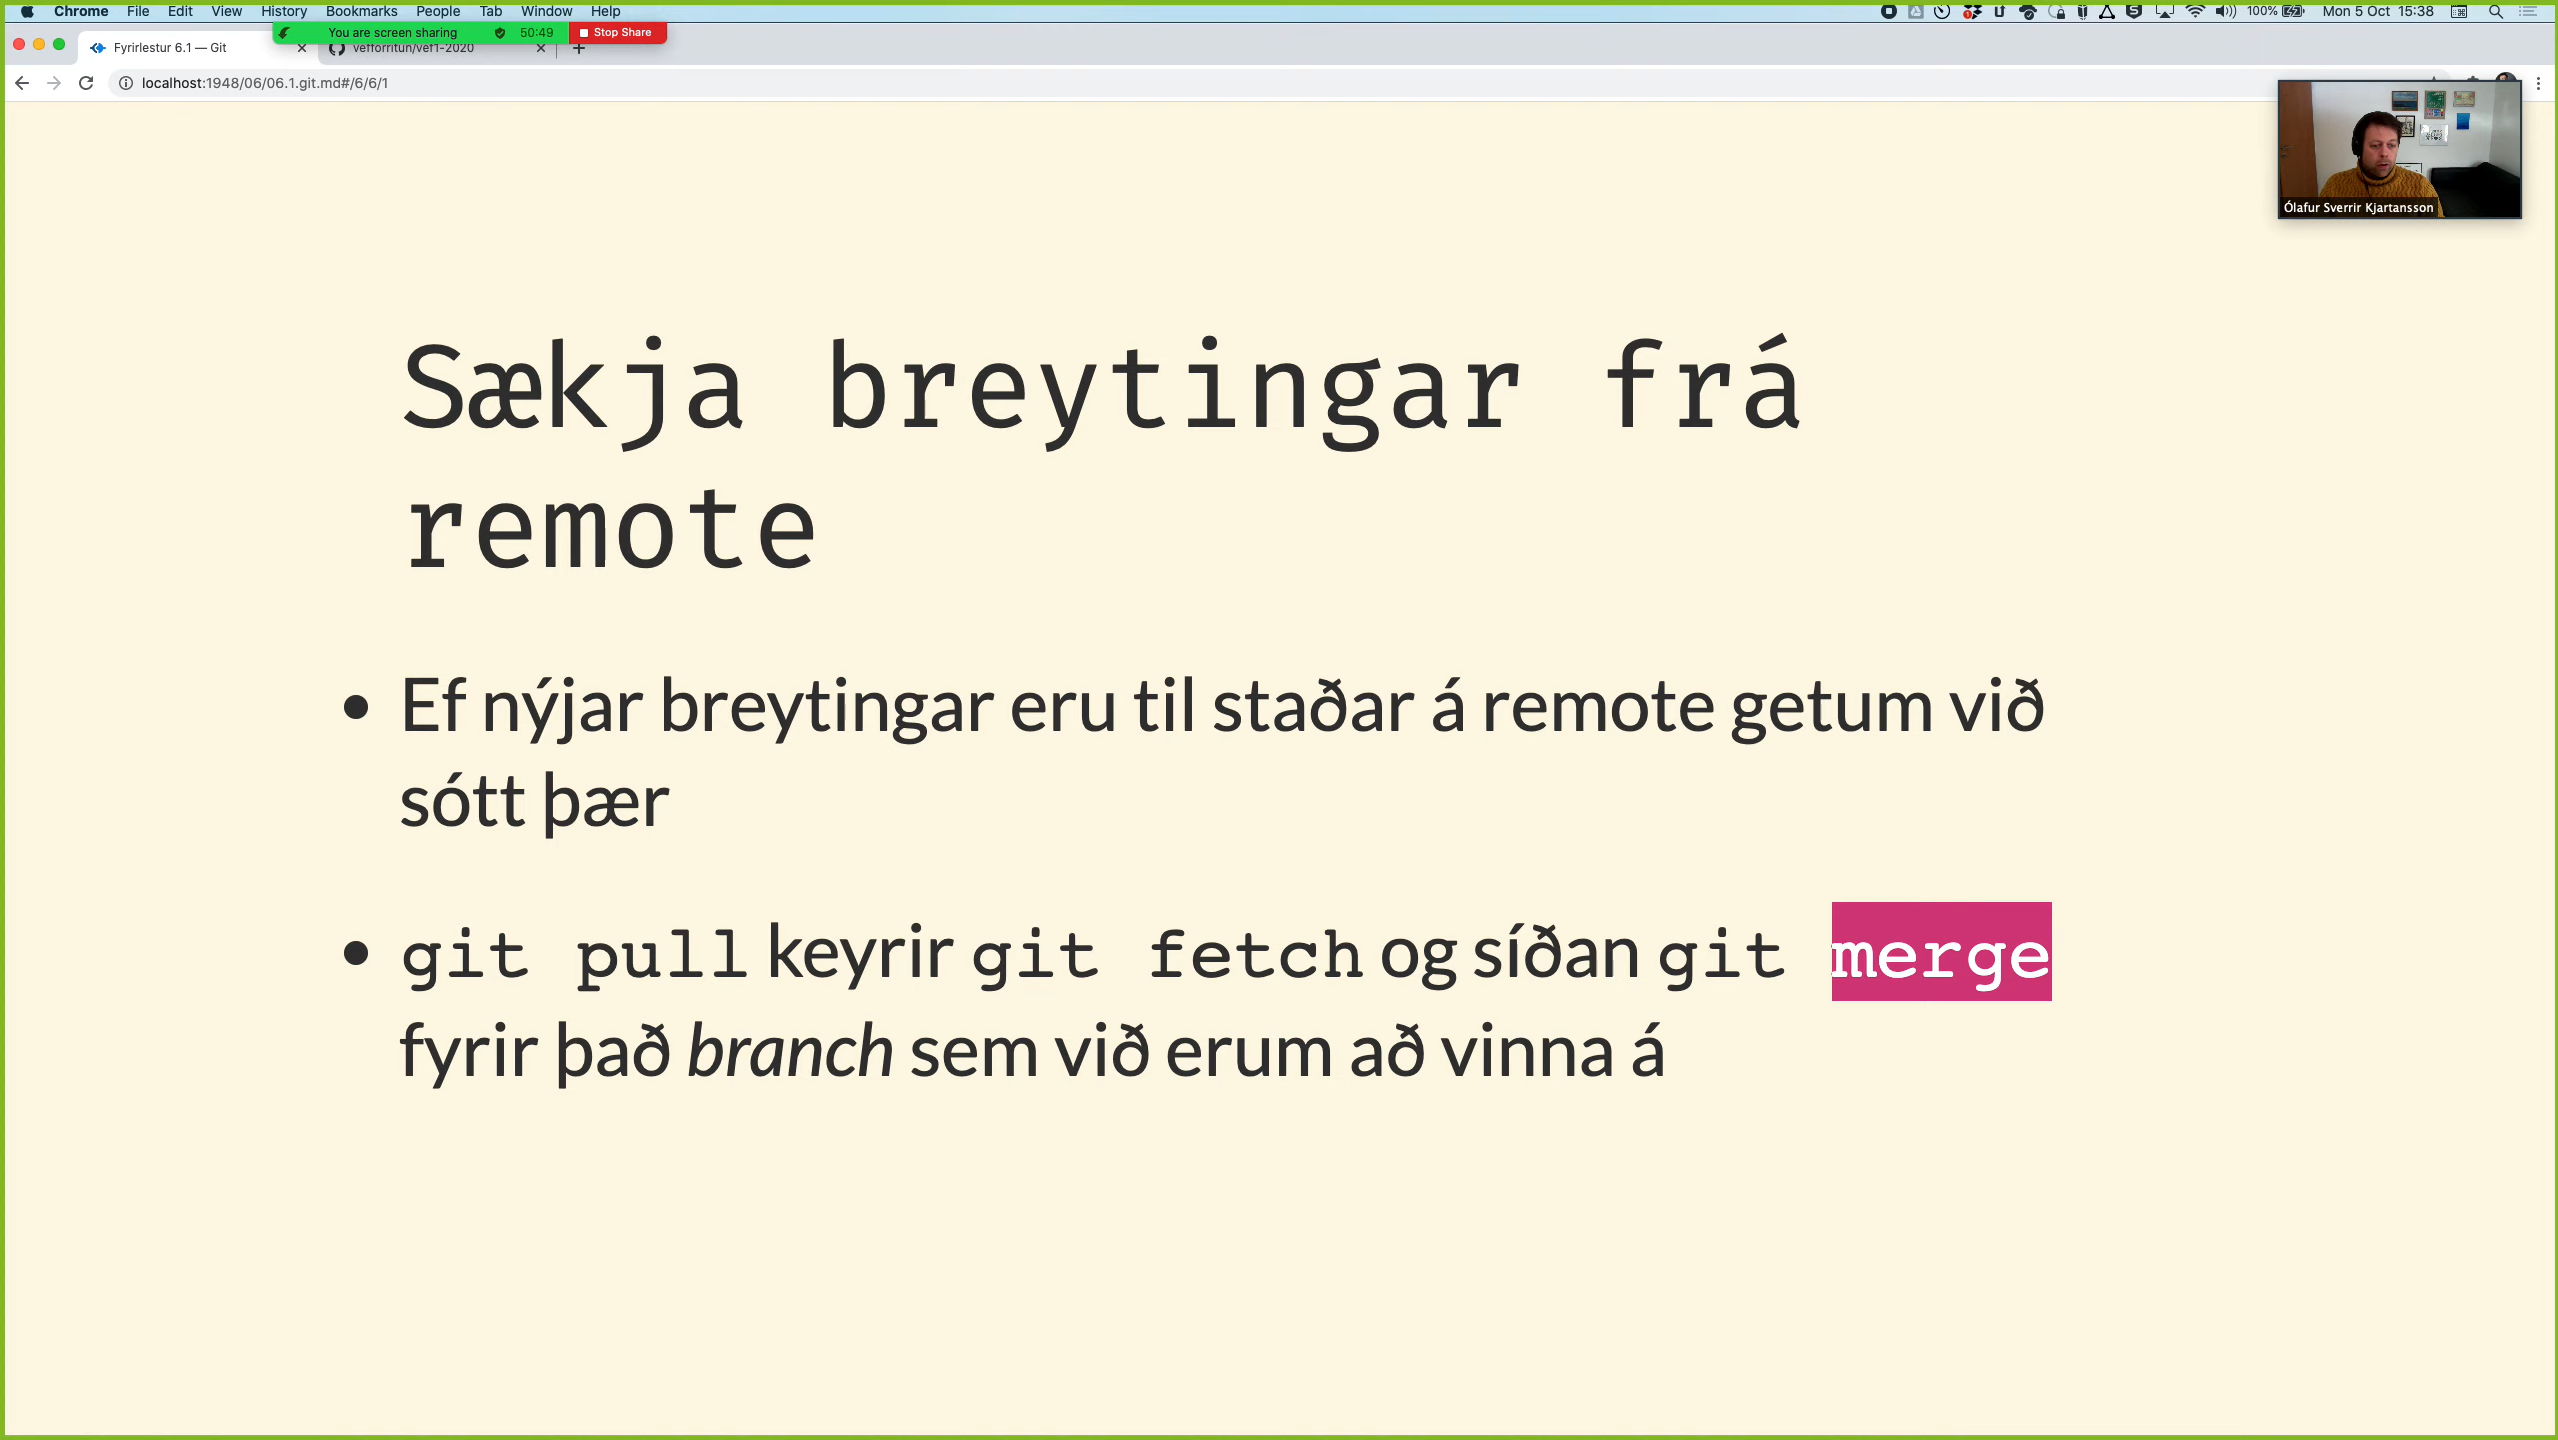 Chrome File Edit View History Bookmarks People Tab Window Help
100% Mon 5 Oct 15:38
You are screen sharing 50:49 Stop Share
Fyrirlestur 6.1 — Git
vefforritun/vef1-2020
localhost:1948/06/06.1.git.md#/6/6/1
Ólafur Sverrir Kjartansson
Sækja breytingar frá
remote
• Ef nýjar breytingar eru til staðar á remote getum við
sótt þær
• git pull keyrir git fetch og síðan git merge
fyrir það branch sem við erum að vinna á